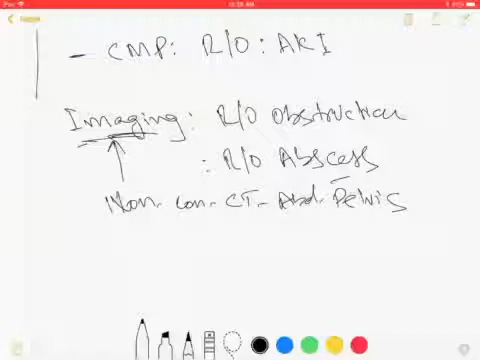 - CMP: R/O: AKI
Imaging: R/O Obstruction
: R/O Abscess
Non-con-CT-Abd-Pelvis